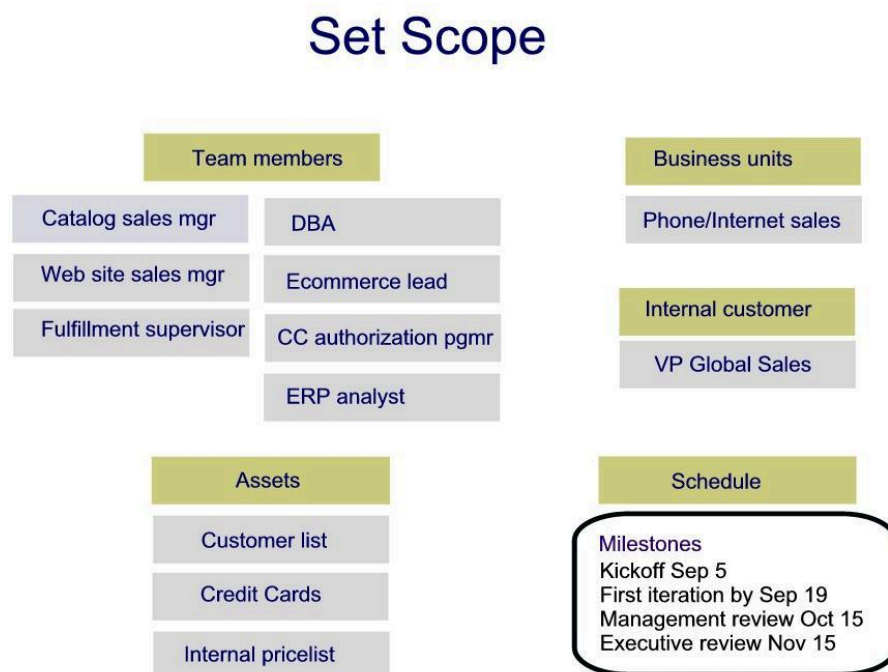 Set Scope
Team members
Catalog sales mgr
Web site sales mgr
Fulfillment supervisor
DBA
Ecommerce lead
CC authorization pgmr
ERP analyst
Business units
Phone/Internet sales
Internal customer
VP Global Sales
Assets
Customer list
Credit Cards
Internal pricelist
Schedule
Milestones
Kickoff Sep 5
First iteration by Sep 19
Management review Oct 15
Executive review Nov 15